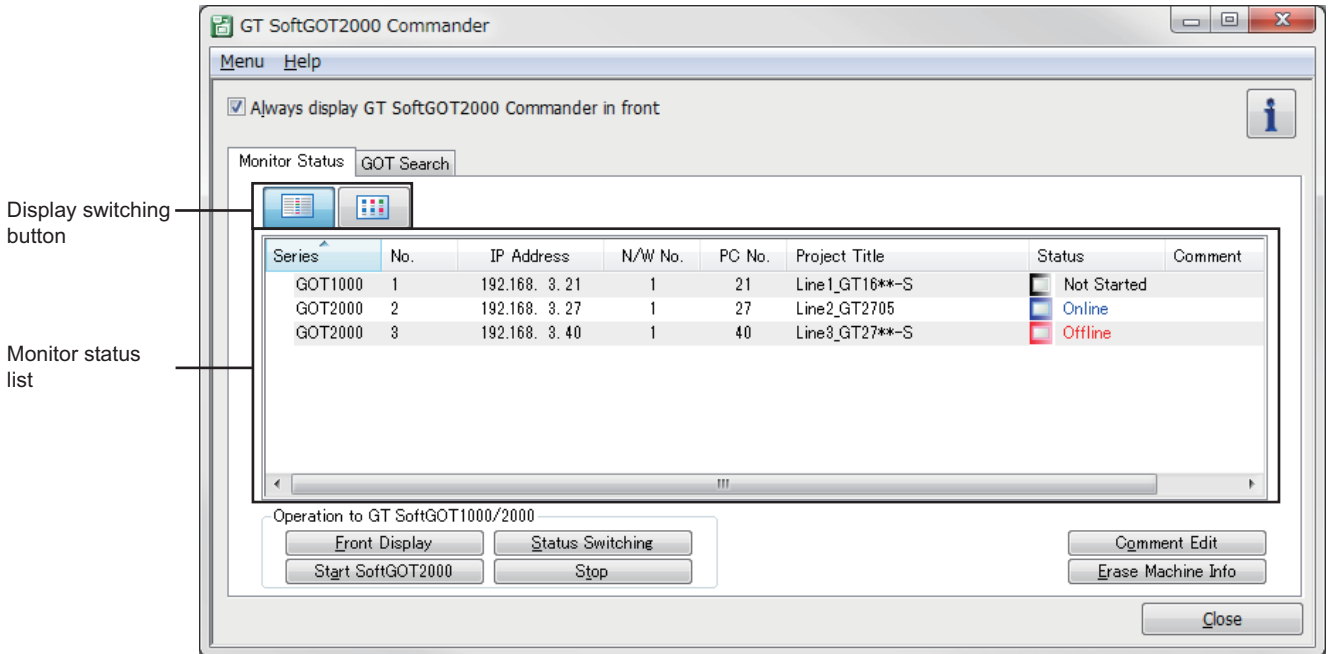 GT SoftGOT2000 Commander
Menu Help
Always display GT SoftGOT2000 Commander in front
Monitor Status GOT Search
Display switching
button
Series No. IP Address N/W No. PC No. Project Title Status Comment
GOT1000 1 192.168. 3. 21 1 21 Line1_GT16**-S Not Started
GOT2000 2 192.168. 3. 27 1 27 Line2_GT2705 Online
GOT2000 3 192.168. 3. 40 1 40 Line3_GT27**-S Offline
Monitor status
list
Operation to GT SoftGOT1000/2000
Front Display Status Switching Comment Edit
Start SoftGOT2000 Stop Erase Machine Info
Close